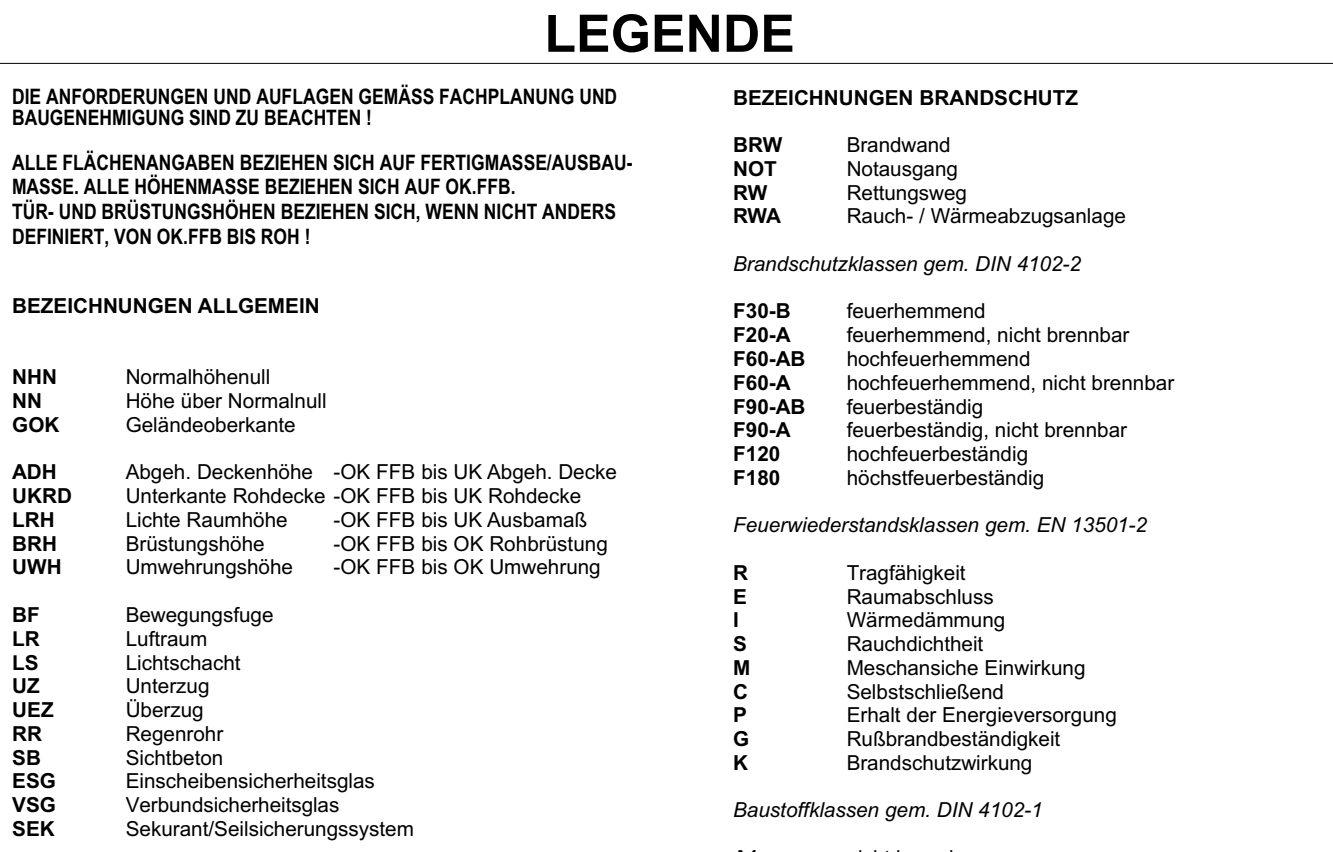 LEGENDE
DIE ANFORDERUNGEN UND AUFLAGEN GEMÄSS FACHPLANUNG UND
BAUGENEHMIGUNG SIND ZU BEACHTEN !
ALLE FLÄCHENANGABEN BEZIEHEN SICH AUF FERTIGMASSE/AUSBAU-
MASSE. ALLE HÖHENMASSE BEZIEHEN SICH AUF OK.FFB.
TÜR- UND BRÜSTUNGSHÖHEN BEZIEHEN SICH, WENN NICHT ANDERS
DEFINIERT, VON OK.FFB BIS ROH !
BEZEICHNUNGEN ALLGEMEIN
NHN Normalhöhenull
NN Höhe über Normalnull
GOK Geländeoberkante
ADH Abgeh. Deckenhöhe -OK FFB bis UK Abgeh. Decke
UKRD Unterkante Rohdecke -OK FFB bis UK Rohdecke
LRH Lichte Raumhöhe -OK FFB bis UK Ausbamaß
BRH Brüstungshöhe -OK FFB bis OK Rohbrüstung
UWH Umwehrungshöhe -OK FFB bis OK Umwehrung
BF Bewegungsfuge
LR Luftraum
LS Lichtschacht
UZ Unterzug
UEZ Überzug
RR Regenrohr
SB Sichtbeton
ESG Einscheibensicherheitsglas
VSG Verbundsicherheitsglas
SEK Sekurant/Seilsicherungssystem
BEZEICHNUNGEN BRANDSCHUTZ
BRW Brandwand
NOT Notausgang
RW Rettungsweg
RWA Rauch- / Wärmeabzugsanlage
Brandschutzklassen gem. DIN 4102-2
F30-B feuerhemmend
F20-A feuerhemmend, nicht brennbar
F60-AB hochfeuerhemmend
F60-A hochfeuerhemmend, nicht brennbar
F90-AB feuerbeständig
F90-A feuerbeständig, nicht brennbar
F120 hochfeuerbeständig
F180 höchstfeuerbeständig
Feuerwiederstandsklassen gem. EN 13501-2
R Tragfähigkeit
E Raumabschluss
I Wärmedämmung
S Rauchdichtheit
M Meschansiche Einwirkung
C Selbstschließend
P Erhalt der Energieversorgung
G Rußbrandbeständigkeit
K Brandschutzwirkung
Baustoffklassen gem. DIN 4102-1